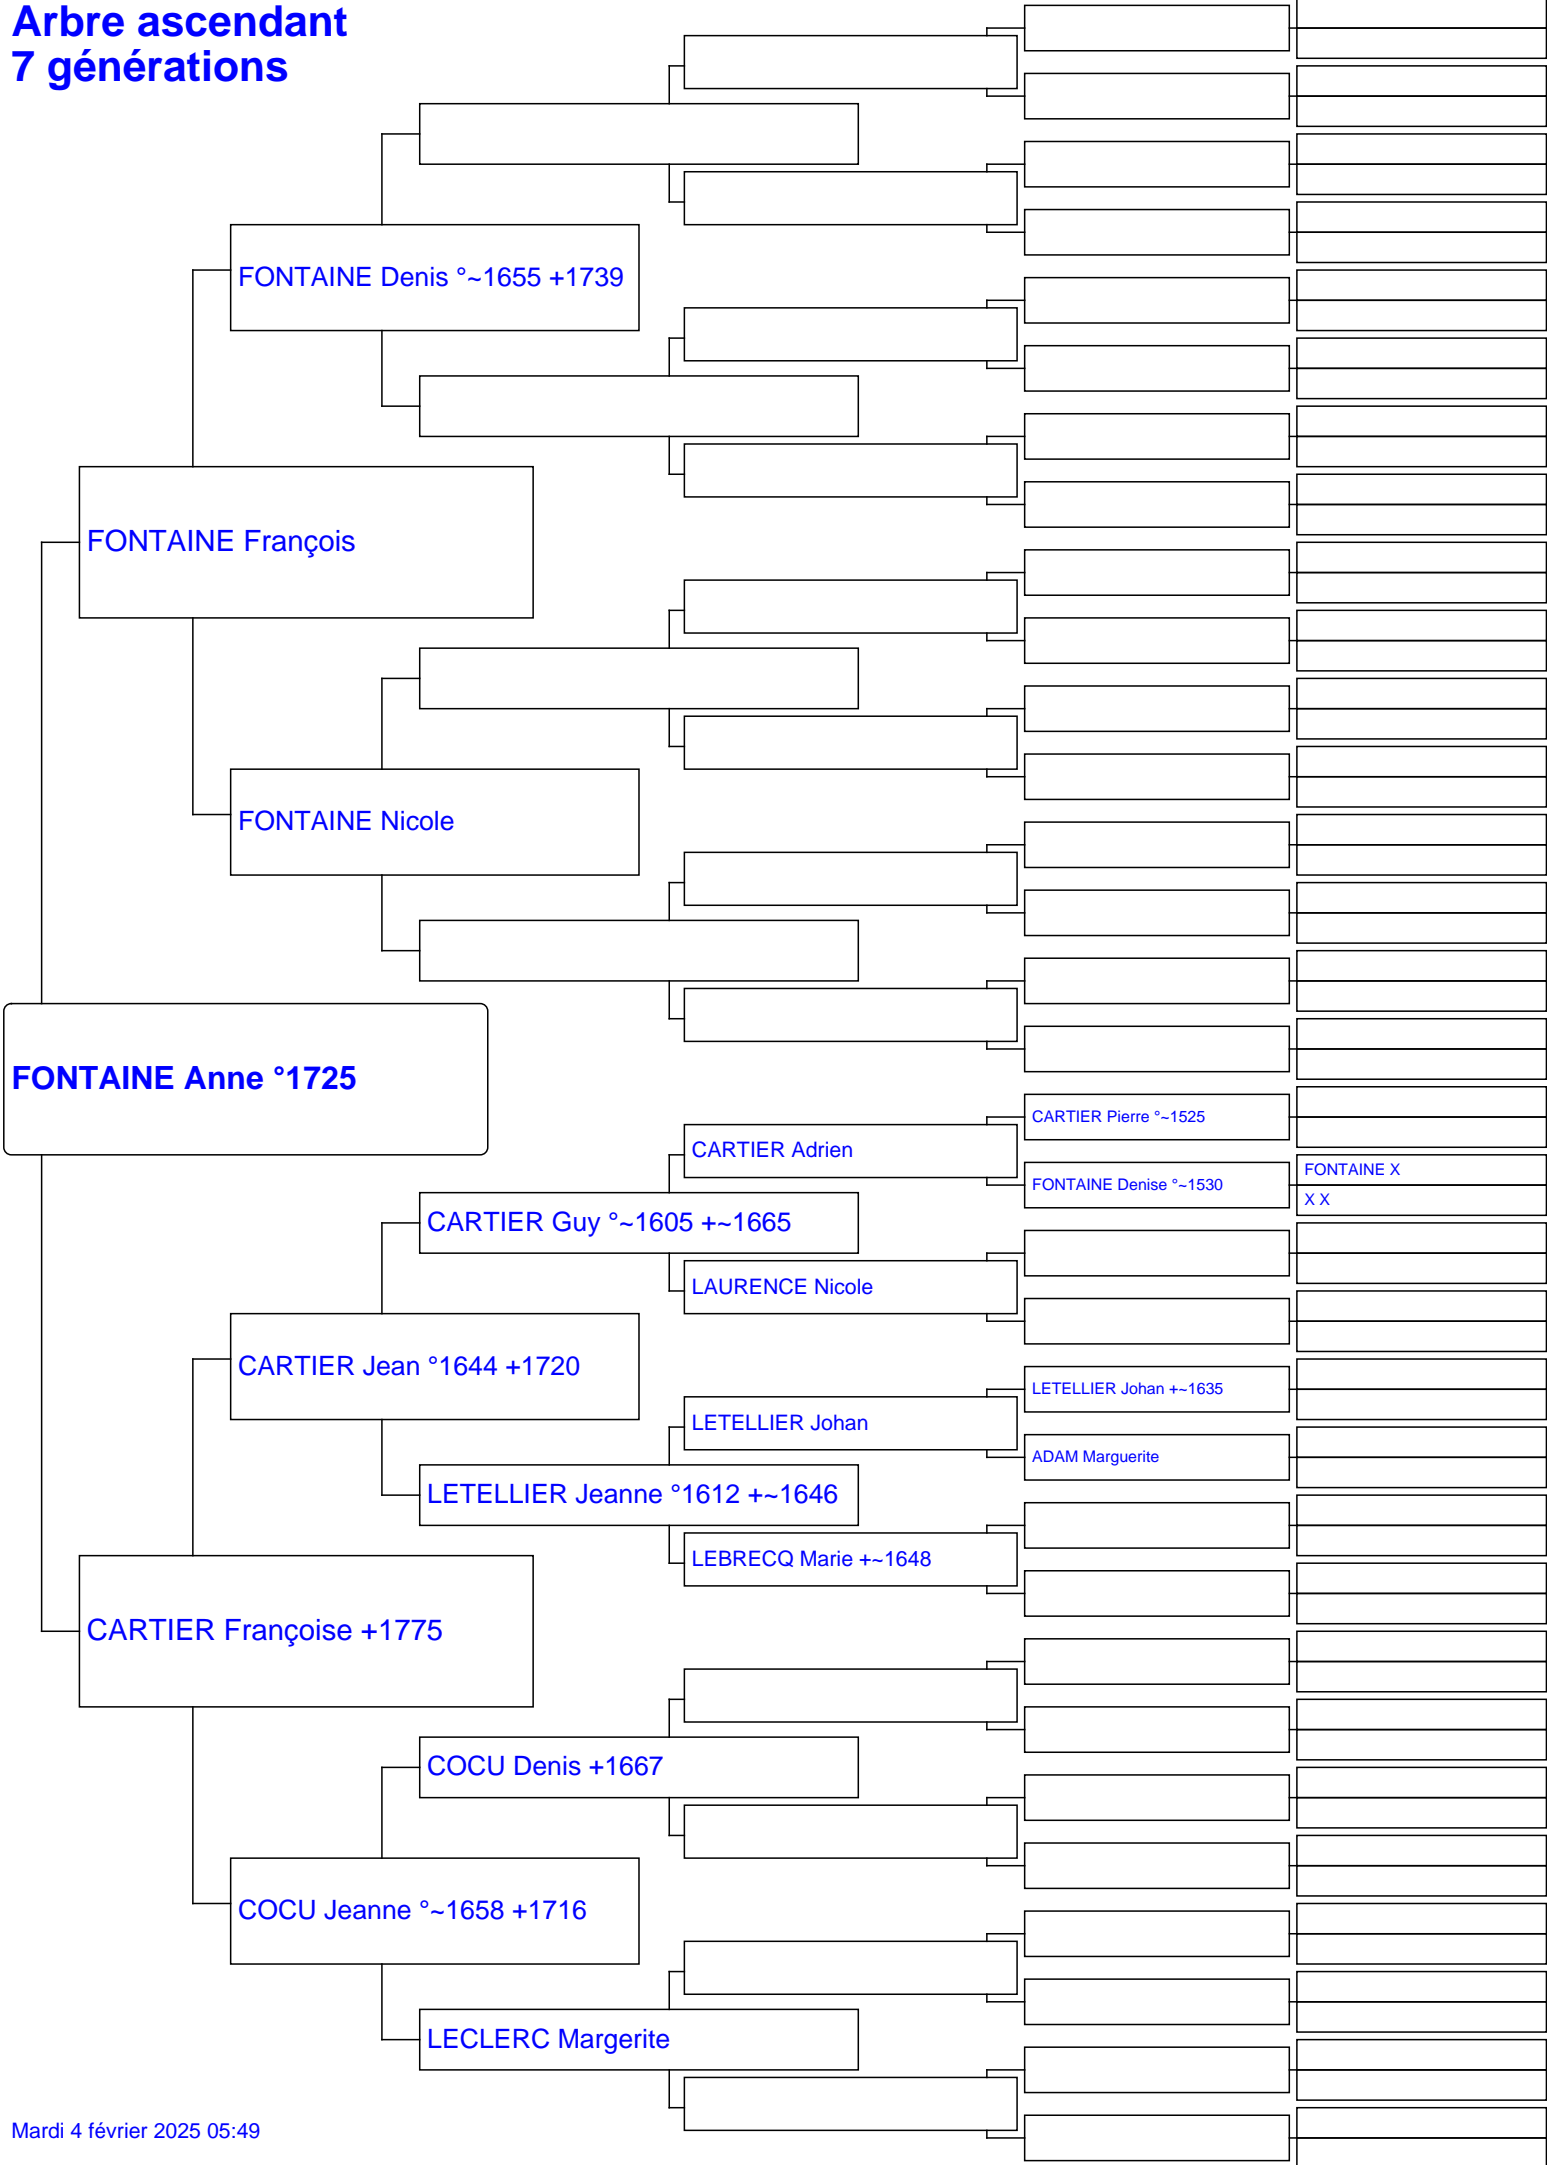 Arbre ascendant
7 générations
FONTAINE Denis °~1655 +1739
FONTAINE François
FONTAINE Nicole
FONTAINE Anne °1725
CARTIER Pierre °~1525
CARTIER Adrien
FONTAINE X
FONTAINE Denise °~1530
X X
CARTIER Guy °~1605 +~1665
LAURENCE Nicole
CARTIER Jean °1644 +1720
LETELLIER Johan +~1635
LETELLIER Johan
ADAM Marguerite
LETELLIER Jeanne °1612 +~1646
LEBRECQ Marie +~1648
CARTIER Françoise +1775
COCU Denis +1667
COCU Jeanne °~1658 +1716
LECLERC Margerite
Mardi 4 février 2025 05:49